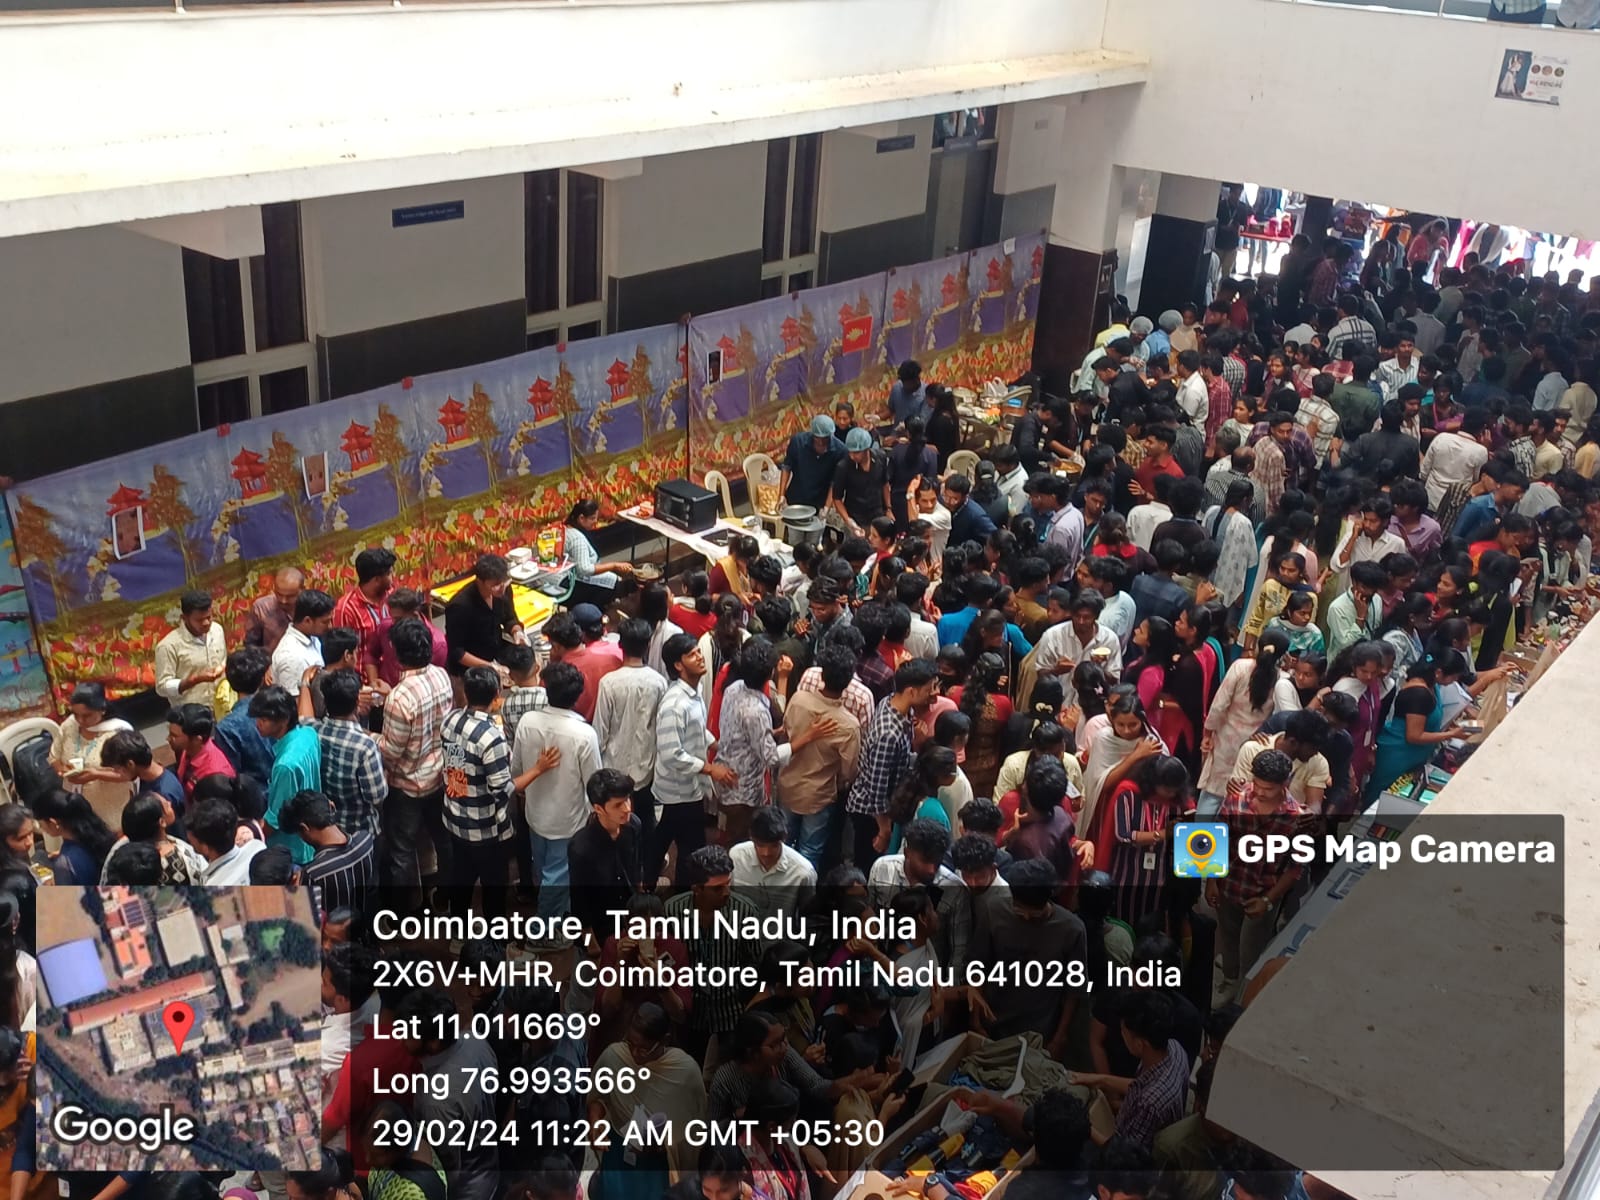 GPS Map Camera
Coimbatore, Tamil Nadu, India
2X6V+MHR, Coimbatore, Tamil Nadu 641028, India
Lat 11.011669°
Long 76.993566°
29/02/24 11:22 AM GMT +05:30
Google